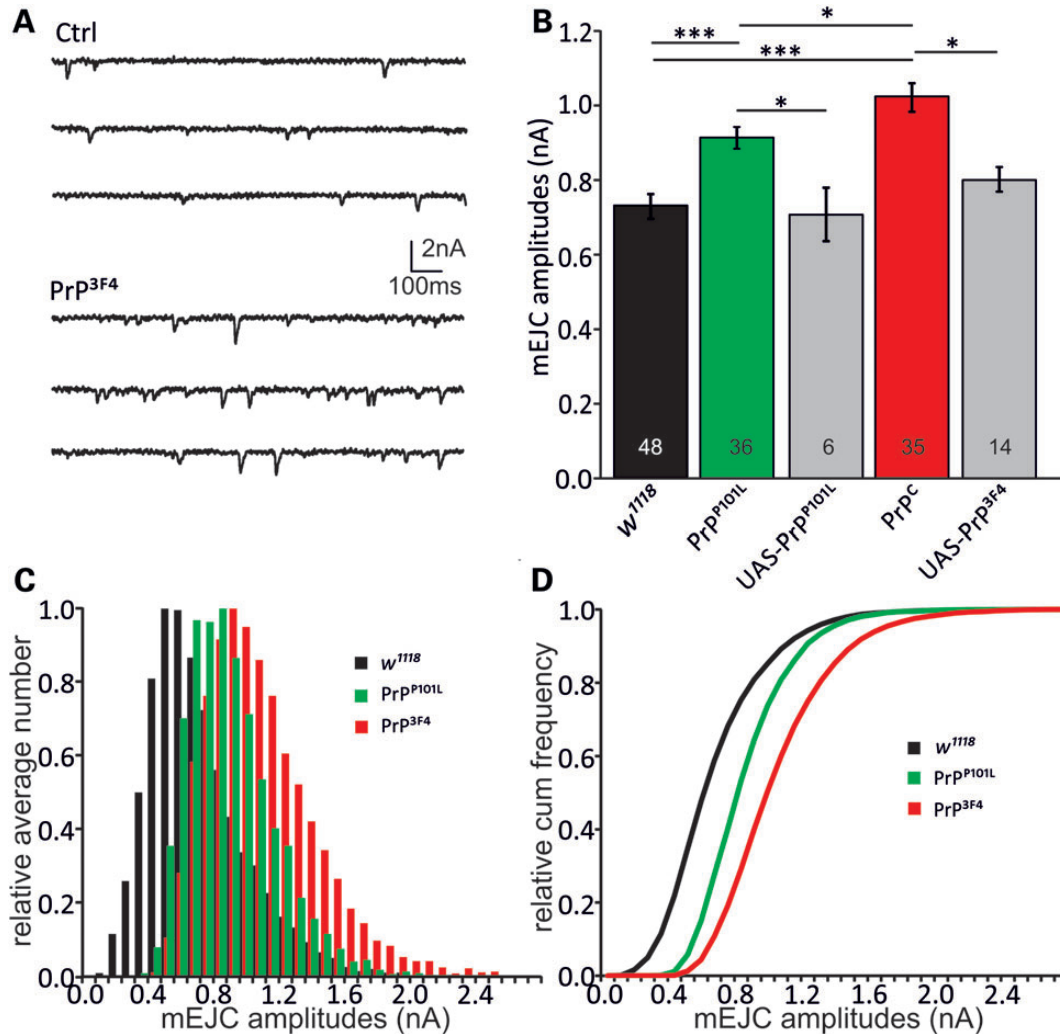 A
Ctrl
2nA
100ms
PrP³ᶠ⁴
B
mEJC amplitudes (nA)
1.2
1.0
0.8
0.6
0.4
0.2
0.0
***
*
***
*
*
48
36
6
35
14
w¹¹¹⁸
PrPᴾ¹⁰¹ᴸ
UAS-PrPᴾ¹⁰¹ᴸ
PrPᶜ
UAS-PrP³ᶠ⁴
C
relative average number
1.0
0.8
0.6
0.4
0.2
0.0
w¹¹¹⁸
PrPᴾ¹⁰¹ᴸ
PrP³ᶠ⁴
0.0 0.4 0.8 1.2 1.6 2.0 2.4
mEJC amplitudes (nA)
D
relative cum frequency
1.0
0.8
0.6
0.4
0.2
0.0
w¹¹¹⁸
PrPᴾ¹⁰¹ᴸ
PrP³ᶠ⁴
0.0 0.4 0.8 1.2 1.6 2.0 2.4
mEJC amplitudes (nA)